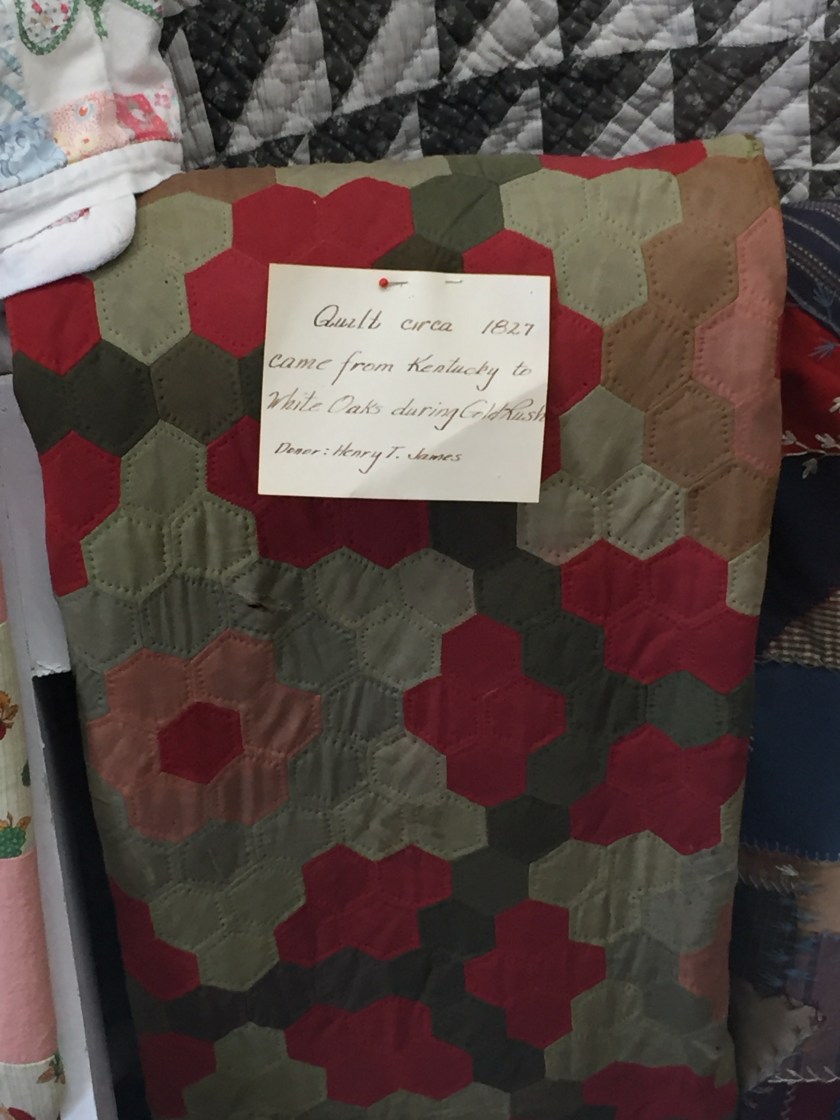 Quilt circa 1827
came from Kentucky to
White Oaks during Gold Rush
Donor: Henry T. James